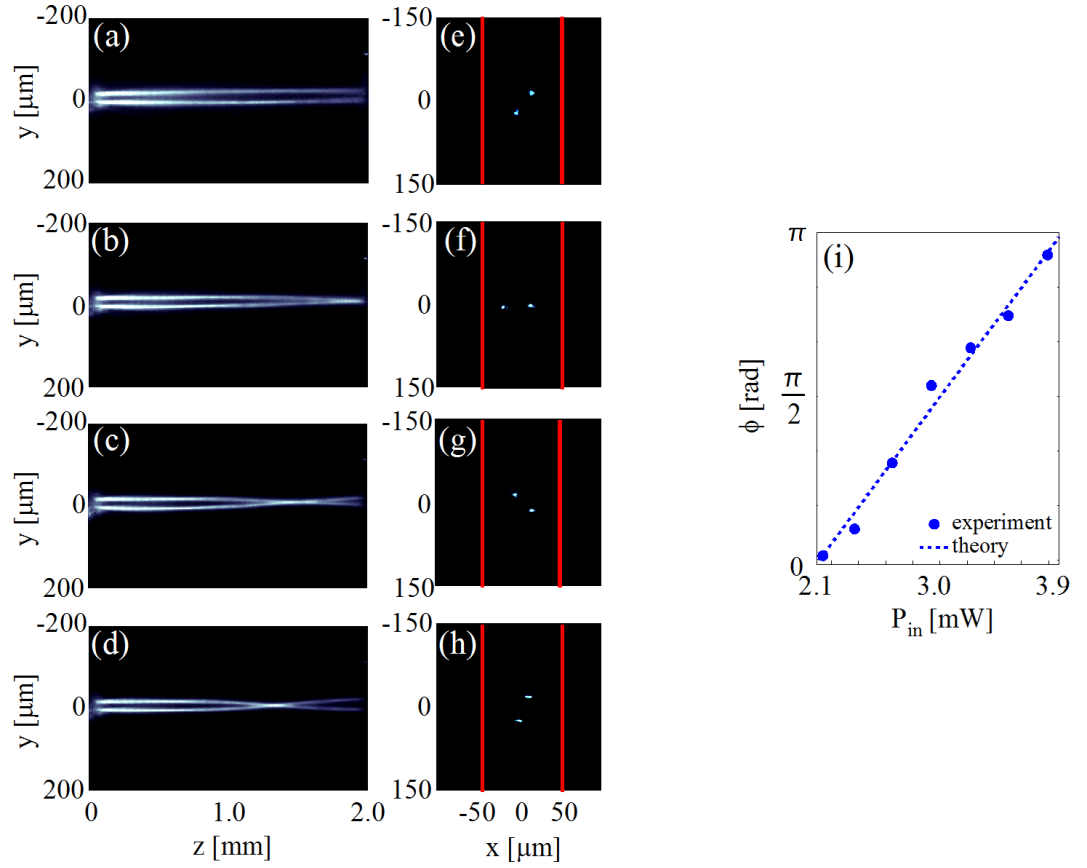 -200
(a)
y [μm]
0
200
-150
(e)
0
150
-200
(b)
y [μm]
0
200
-150
(f)
0
150
-200
(c)
y [μm]
0
200
-150
(g)
0
150
-200
(d)
y [μm]
0
200
0
1.0
2.0
z [mm]
-150
(h)
0
150
-50
0
50
x [μm]
(i)
π
π/2
0
ϕ [rad]
experiment
theory
2.1
3.0
3.9
P_in [mW]